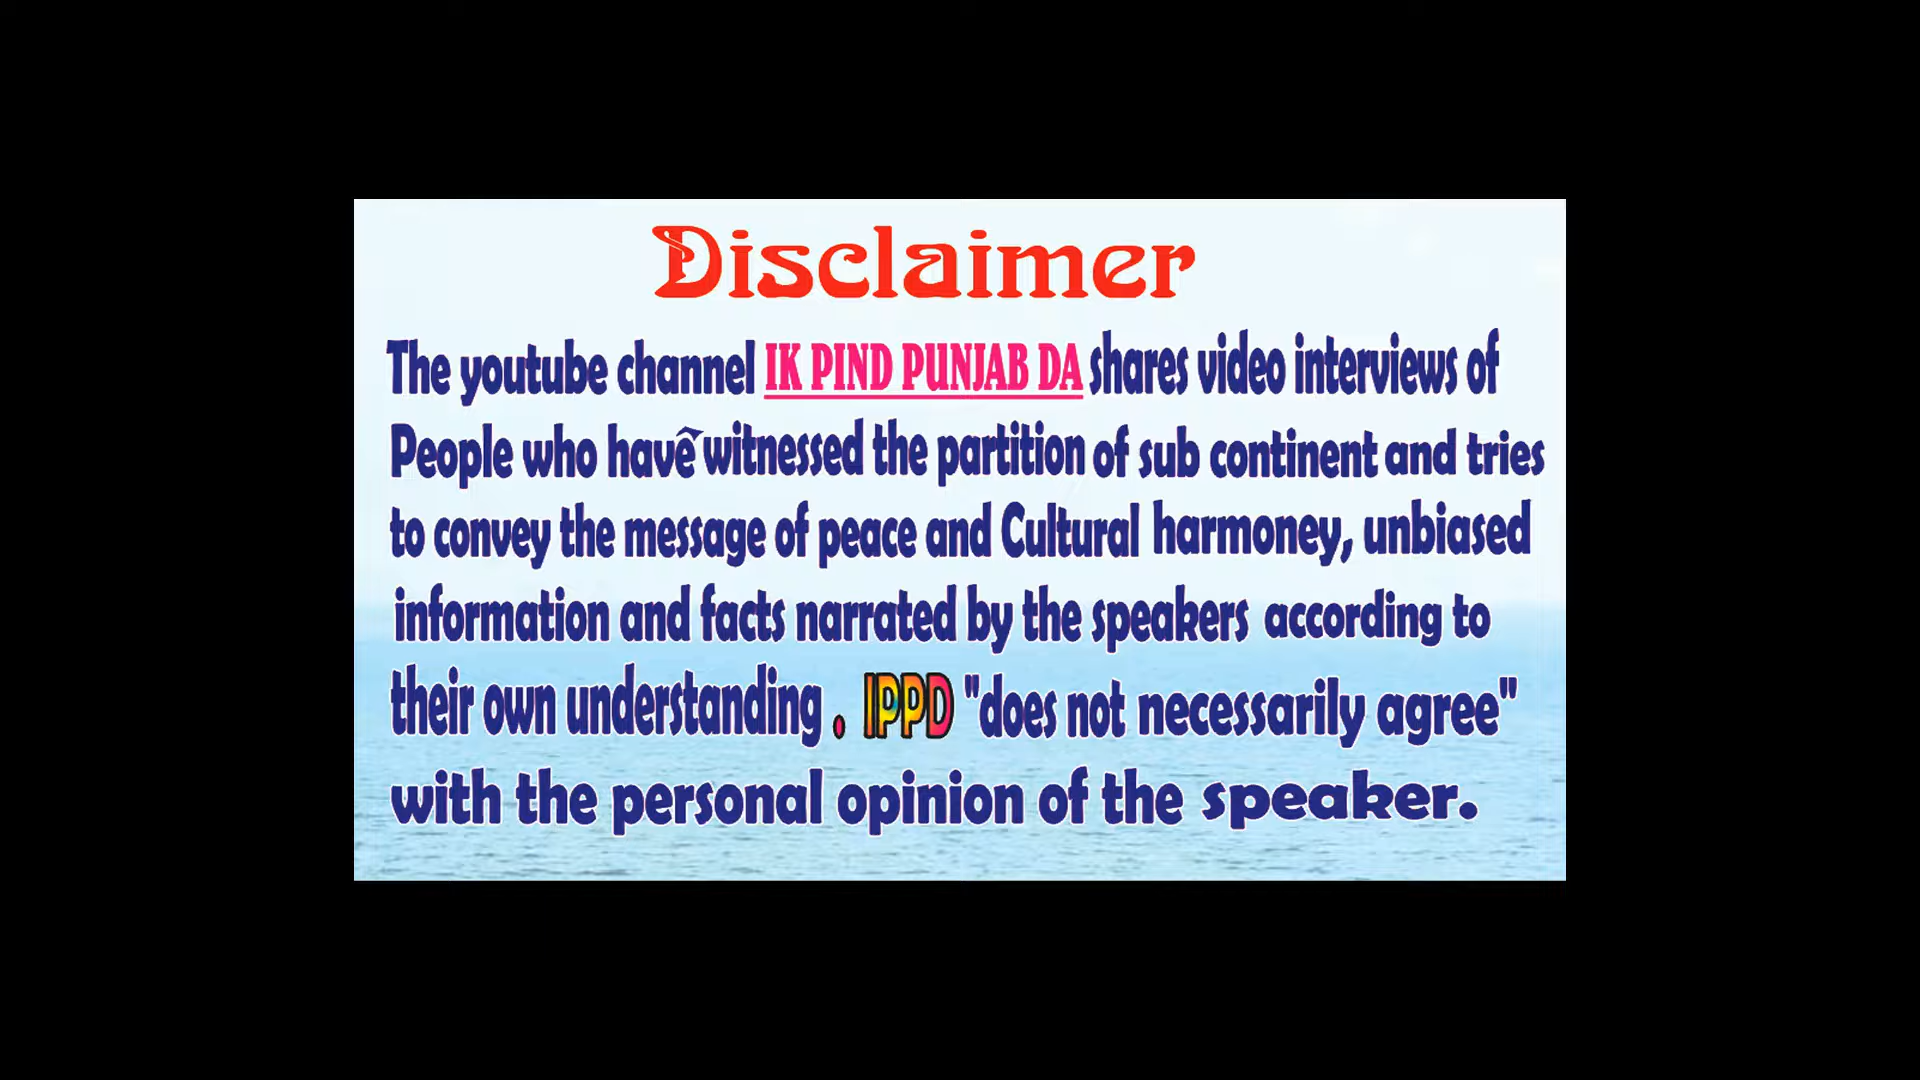 Disclaimer
The youtube channel IK PIND PUNJAB DA shares video interviews of
People who have witnessed the partition of sub continent and tries
to convey the message of peace and Cultural harmoney, unbiased
information and facts narrated by the speakers according to
their own understanding . IPPD "does not necessarily agree"
with the personal opinion of the speaker.